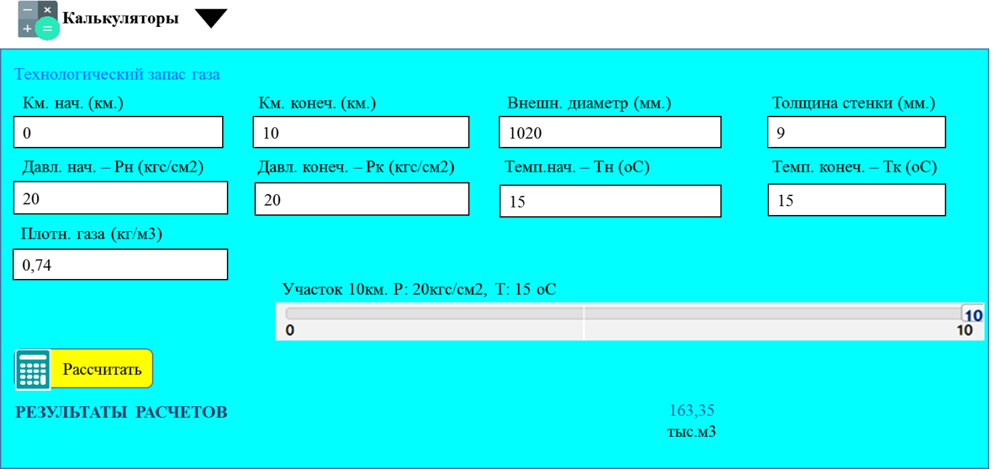 Калькуляторы
Технологический запас газа
Км. нач. (км.) Км. конеч. (км.) Внешн. диаметр (мм.) Толщина стенки (мм.)
0 10 1020 9
Давл. нач. – Рн (кгс/см2) Давл. конеч. – Рк (кгс/см2) Темп.нач. – Тн (оС) Темп. конеч. – Тк (оС)
20 20 15 15
Плотн. газа (кг/м3)
0,74
Участок 10км. Р: 20кгс/см2, Т: 15 оС
10
0 10
Рассчитать
РЕЗУЛЬТАТЫ РАСЧЕТОВ 163,35
тыс.м3